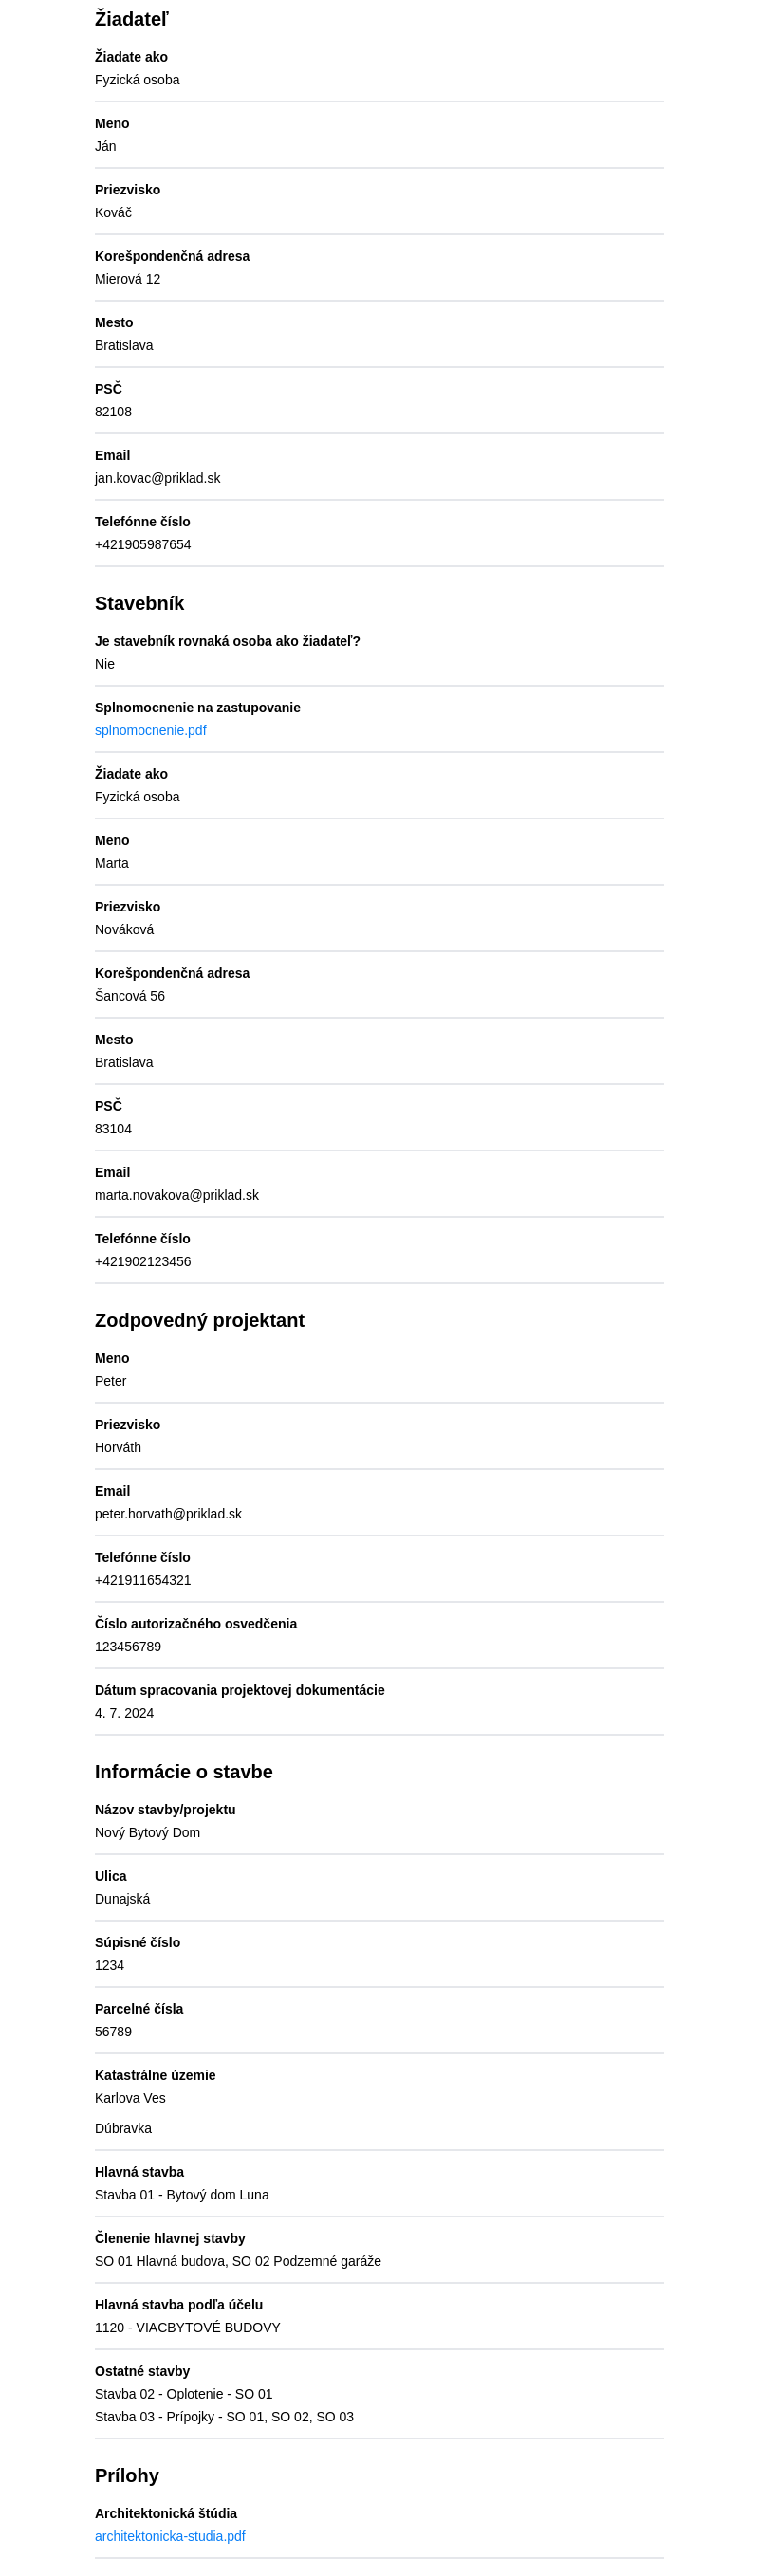 Žiadateľ
Žiadate ako
Fyzická osoba
Meno
Ján
Priezvisko
Kováč
Korešpondenčná adresa
Mierová 12
Mesto
Bratislava
PSČ
82108
Email
jan.kovac@priklad.sk
Telefónne číslo
+421905987654
Stavebník
Je stavebník rovnaká osoba ako žiadateľ?
Nie
Splnomocnenie na zastupovanie
splnomocnenie.pdf
Žiadate ako
Fyzická osoba
Meno
Marta
Priezvisko
Nováková
Korešpondenčná adresa
Šancová 56
Mesto
Bratislava
PSČ
83104
Email
marta.novakova@priklad.sk
Telefónne číslo
+421902123456
Zodpovedný projektant
Meno
Peter
Priezvisko
Horváth
Email
peter.horvath@priklad.sk
Telefónne číslo
+421911654321
Číslo autorizačného osvedčenia
123456789
Dátum spracovania projektovej dokumentácie
4. 7. 2024
Informácie o stavbe
Názov stavby/projektu
Nový Bytový Dom
Ulica
Dunajská
Súpisné číslo
1234
Parcelné čísla
56789
Katastrálne územie
Karlova Ves
Dúbravka
Hlavná stavba
Stavba 01 - Bytový dom Luna
Členenie hlavnej stavby
SO 01 Hlavná budova, SO 02 Podzemné garáže
Hlavná stavba podľa účelu
1120 - VIACBYTOVÉ BUDOVY
Ostatné stavby
Stavba 02 - Oplotenie - SO 01
Stavba 03 - Prípojky - SO 01, SO 02, SO 03
Prílohy
Architektonická štúdia
architektonicka-studia.pdf